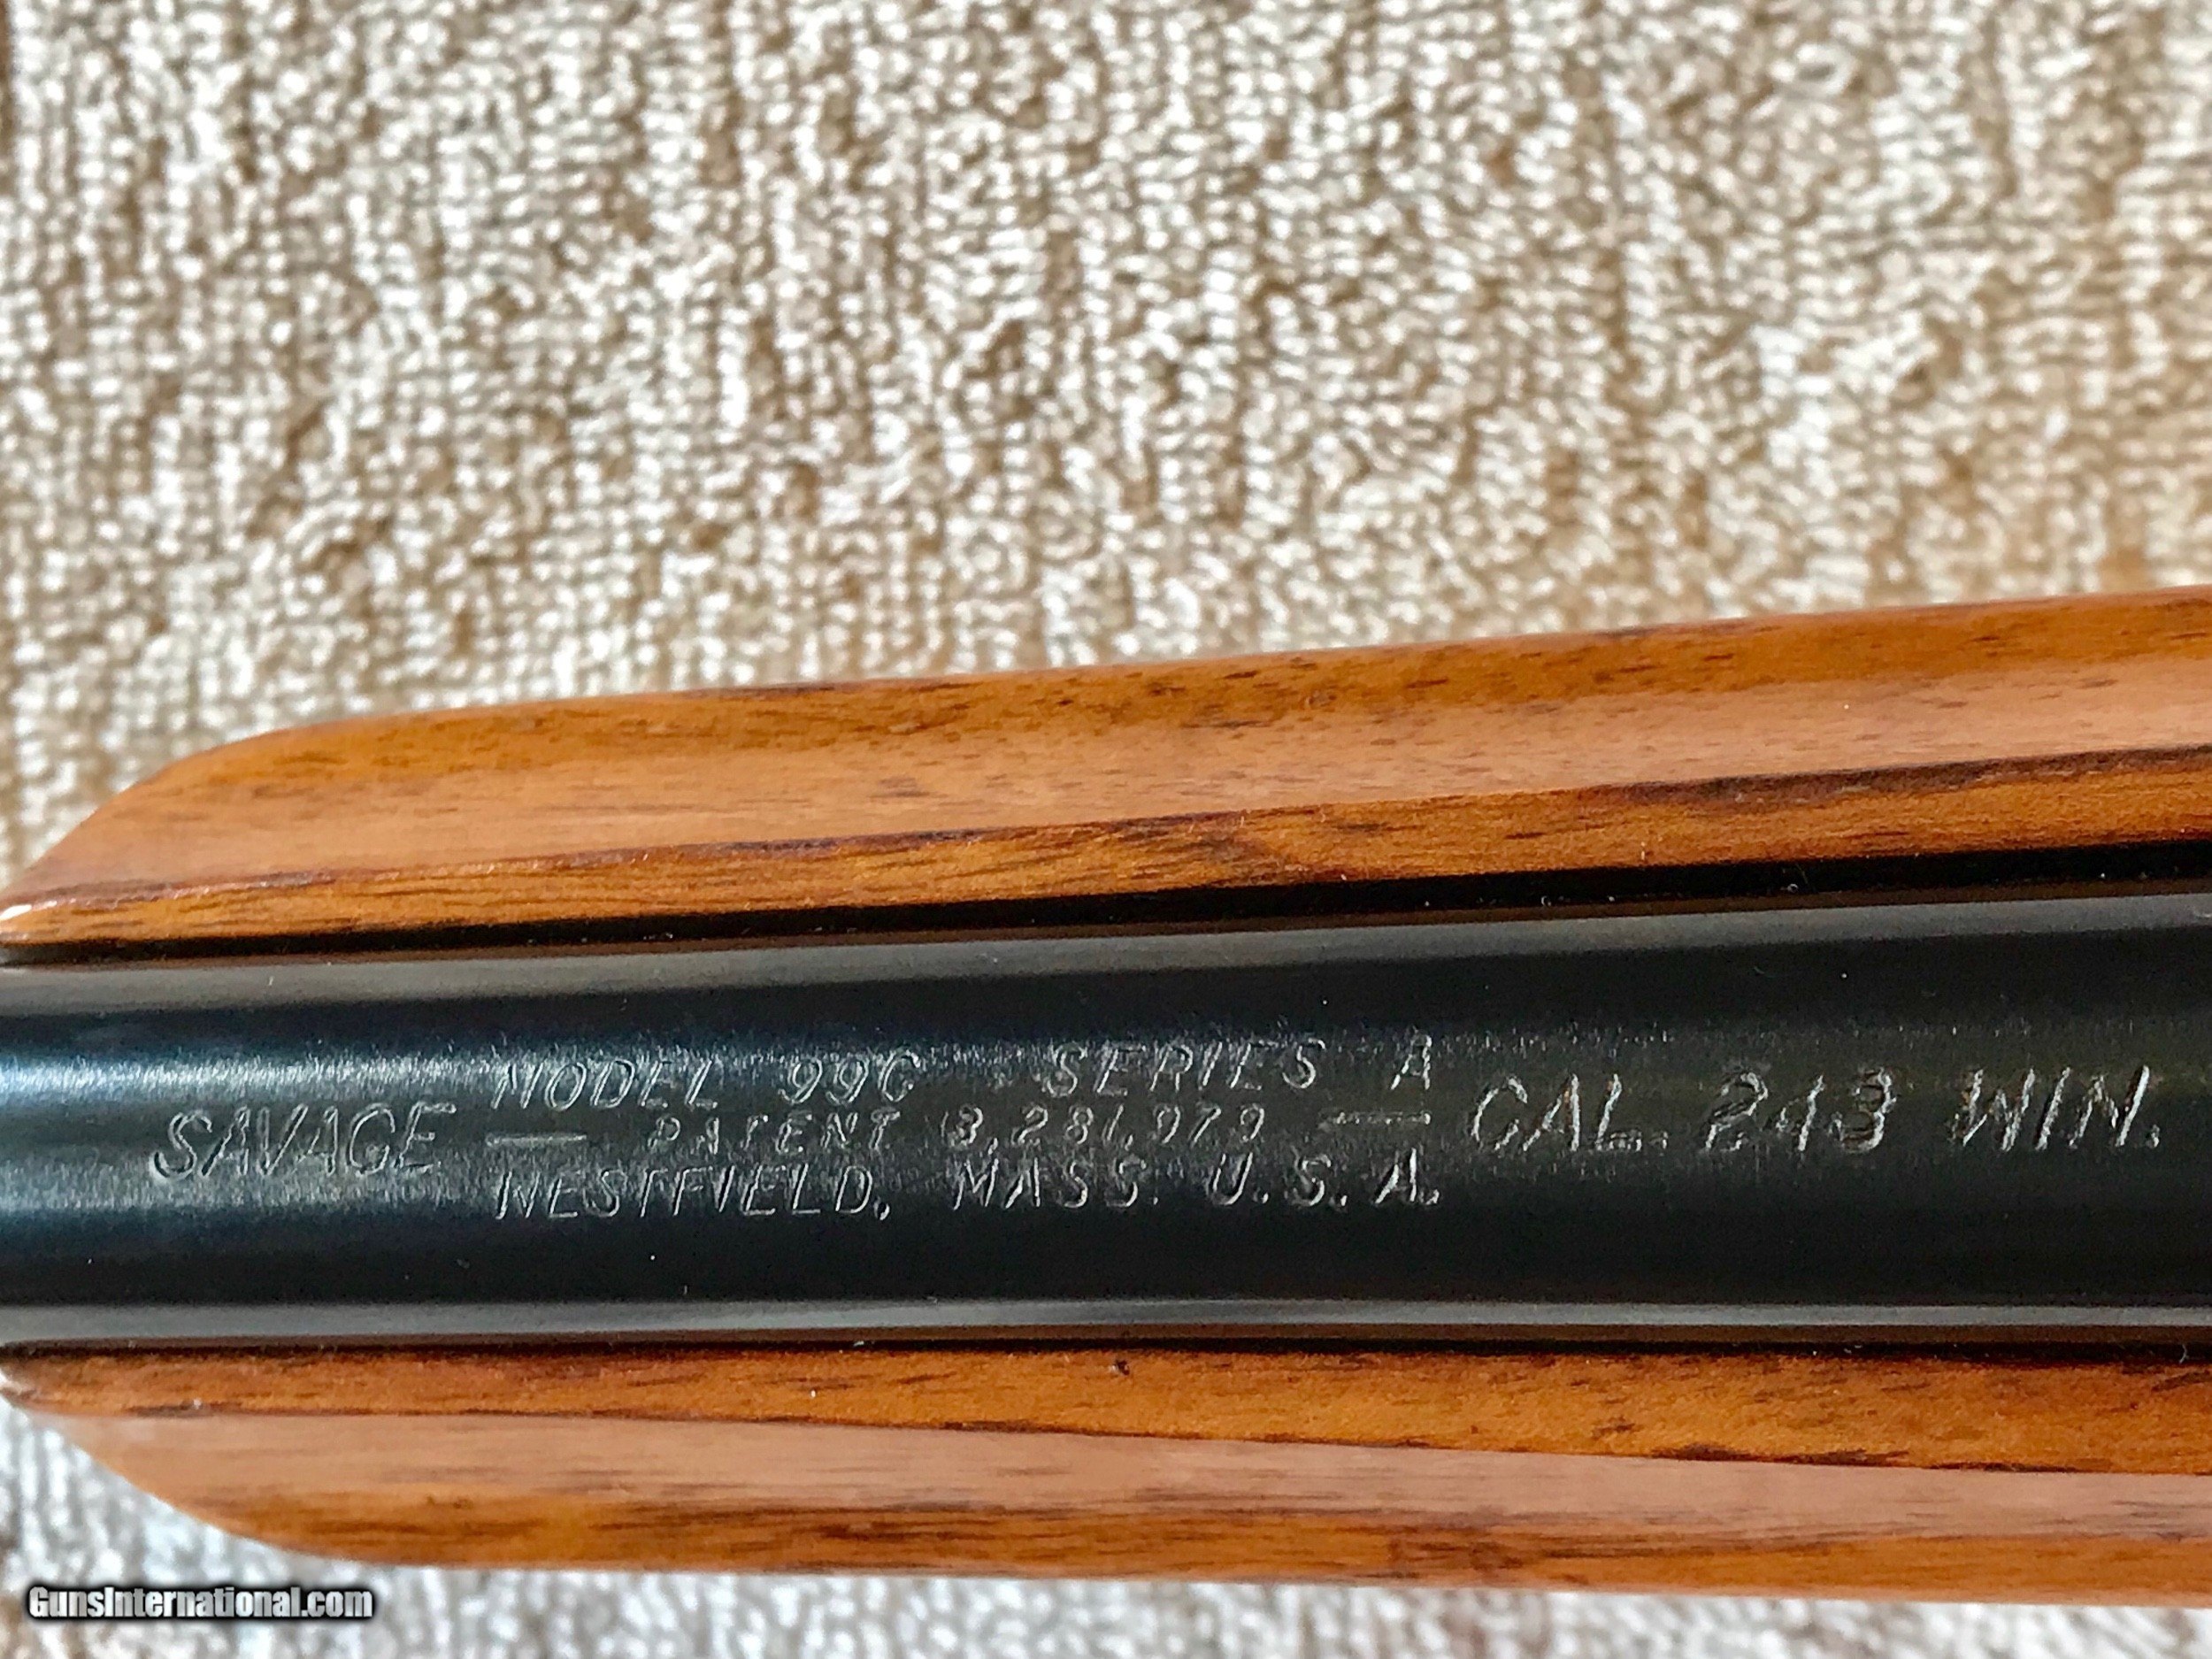 SAVAGE
MODEL 99C SERIES A
— PATENT 3,281,979 —
WESTFIELD, MASS. U.S.A.
CAL. 243 WIN.
GunsInternational.com